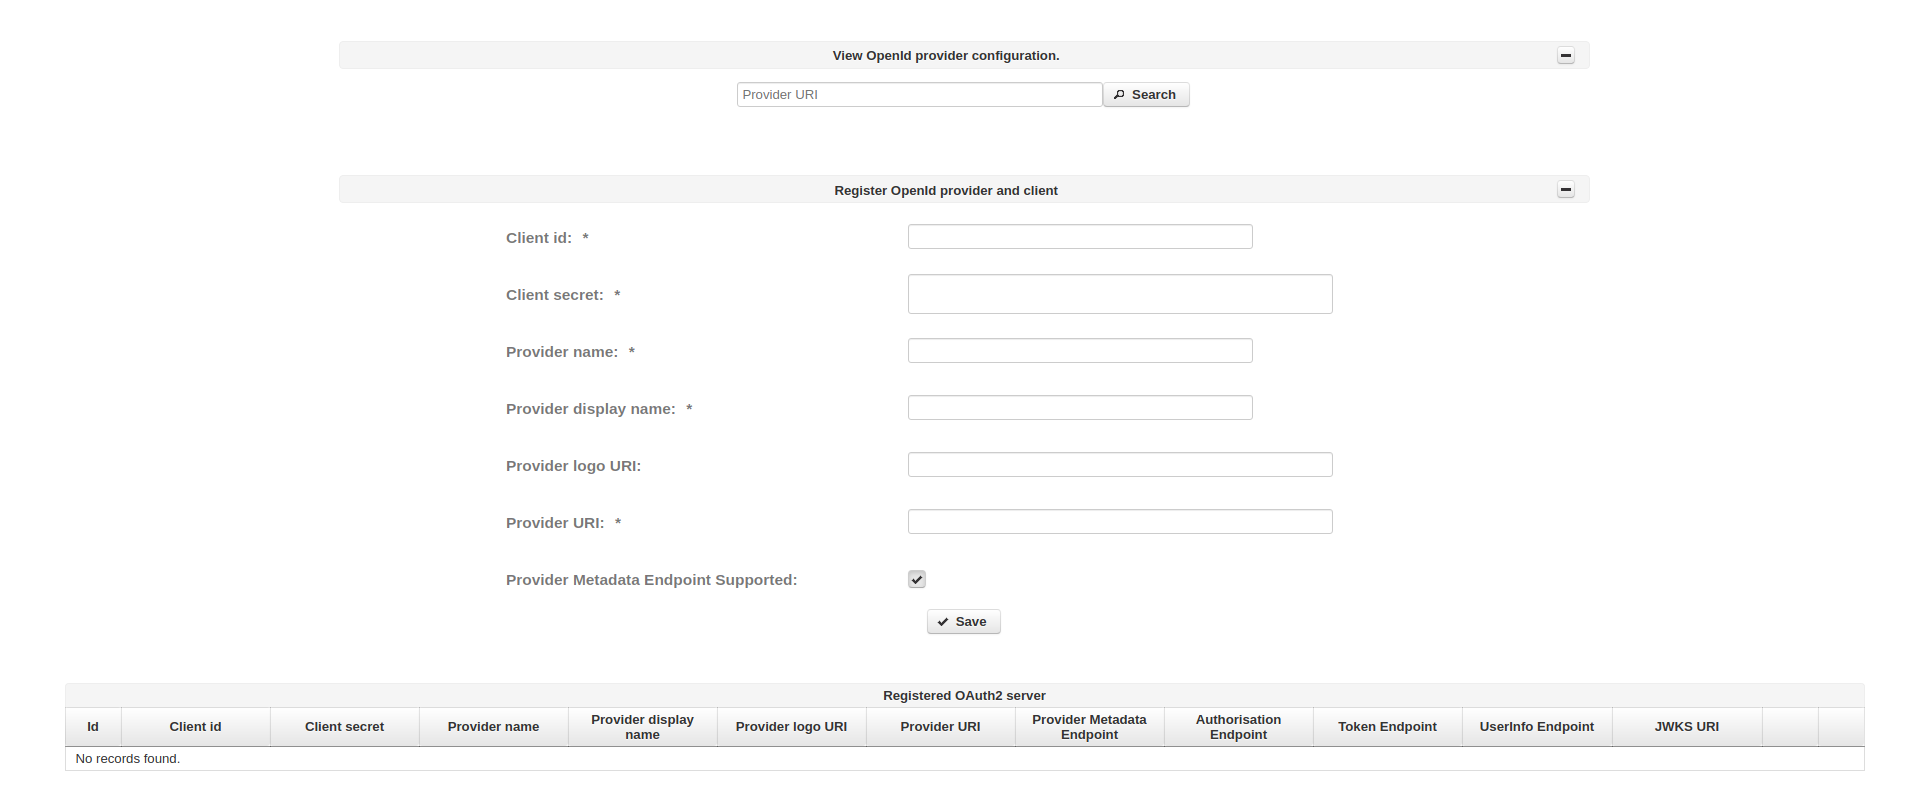 View OpenId provider configuration.
Provider URI
Search
Register OpenId provider and client
Client id: *
Client secret: *
Provider name: *
Provider display name: *
Provider logo URI:
Provider URI: *
Provider Metadata Endpoint Supported:
Save
Registered OAuth2 server
Id
Client id
Client secret
Provider name
Provider display
name
Provider logo URI
Provider URI
Provider Metadata
Endpoint
Authorisation
Endpoint
Token Endpoint
UserInfo Endpoint
JWKS URI
No records found.